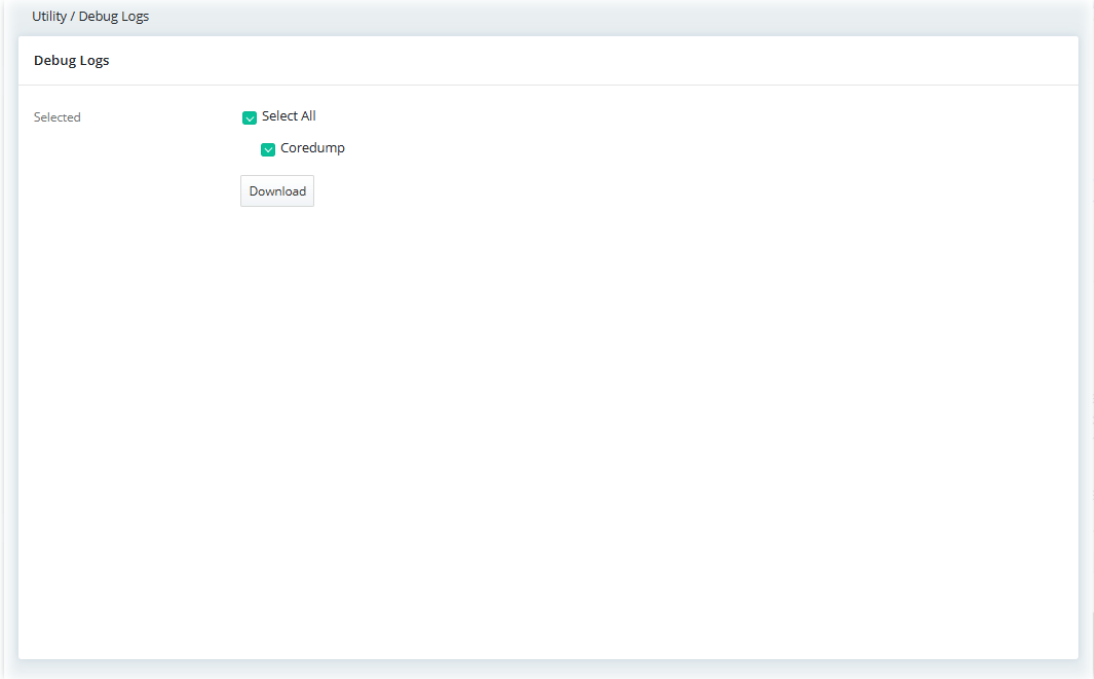 Utility / Debug Logs
Debug Logs
Selected
Select All
Coredump
Download